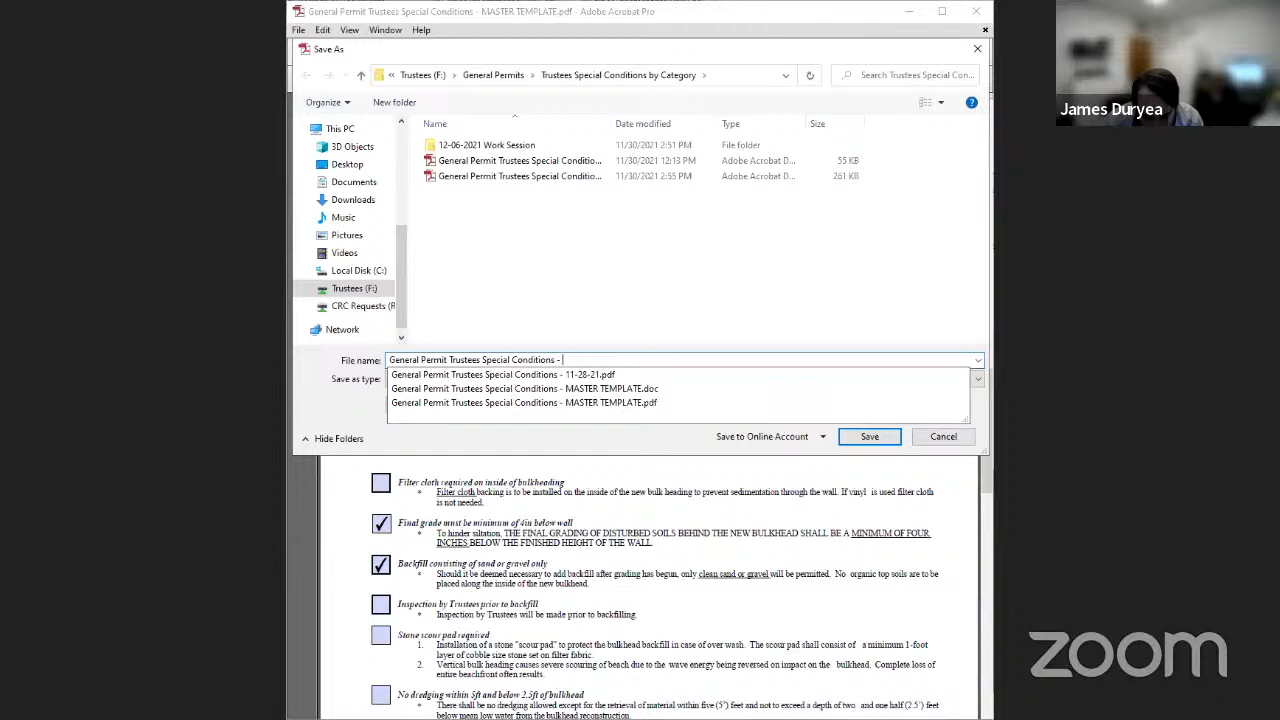 General Permit Trustees Special Conditions - MASTER TEMPLATE.pdf - Adobe Acrobat Pro
File Edit View Window Help
Save As
« Trustees (F:) > General Permits > Trustees Special Conditions by Category >
Search Trustees Special Con...
Organize
New folder
Name Date modified Type Size
12-06-2021 Work Session 11/30/2021 2:51 PM File folder
General Permit Trustees Special Conditio... 11/30/2021 12:13 PM Adobe Acrobat D... 55 KB
General Permit Trustees Special Conditio... 11/30/2021 2:55 PM Adobe Acrobat D... 261 KB
This PC
3D Objects
Desktop
Documents
Downloads
Music
Pictures
Videos
Local Disk (C:)
Trustees (F:)
CRC Requests (R
Network
File name: General Permit Trustees Special Conditions -
Save as type:
General Permit Trustees Special Conditions - 11-28-21.pdf
General Permit Trustees Special Conditions - MASTER TEMPLATE.doc
General Permit Trustees Special Conditions - MASTER TEMPLATE.pdf
Hide Folders
Save to Online Account
Save
Cancel
Filter cloth required on inside of bulkheading
* Filter cloth backing is to be installed on the inside of the new bulk heading to prevent sedimentation through the wall. If vinyl is used filter cloth
is not needed.
Final grade must be minimum of 4in below wall
* To hinder siltation, THE FINAL GRADING OF DISTURBED SOILS BEHIND THE NEW BULKHEAD SHALL BE A MINIMUM OF FOUR
INCHES BELOW THE FINISHED HEIGHT OF THE WALL.
Backfill consisting of sand or gravel only
* Should it be deemed necessary to add backfill after grading has begun, only clean sand or gravel will be permitted. No organic top soils are to be
placed along the inside of the new bulkhead.
Inspection by Trustees prior to backfill
* Inspection by Trustees will be made prior to backfilling.
Stone scour pad required
1. Installation of a stone "scour pad" to protect the bulkhead backfill in case of over wash. The scour pad shall consist of a minimum 1-foot
layer of cobble size stone set on filter fabric.
2. Vertical bulk heading causes severe scouring of beach due to the wave energy being reversed on impact on the bulkhead. Complete loss of
entire beachfront often results.
No dredging within 5ft and below 2.5ft of bulkhead
* There shall be no dredging allowed except for the retrieval of material within five (5') feet and not to exceed a depth of two and one half (2.5') feet
below mean low water from the bulkhead reconstruction.
James Duryea
zoom